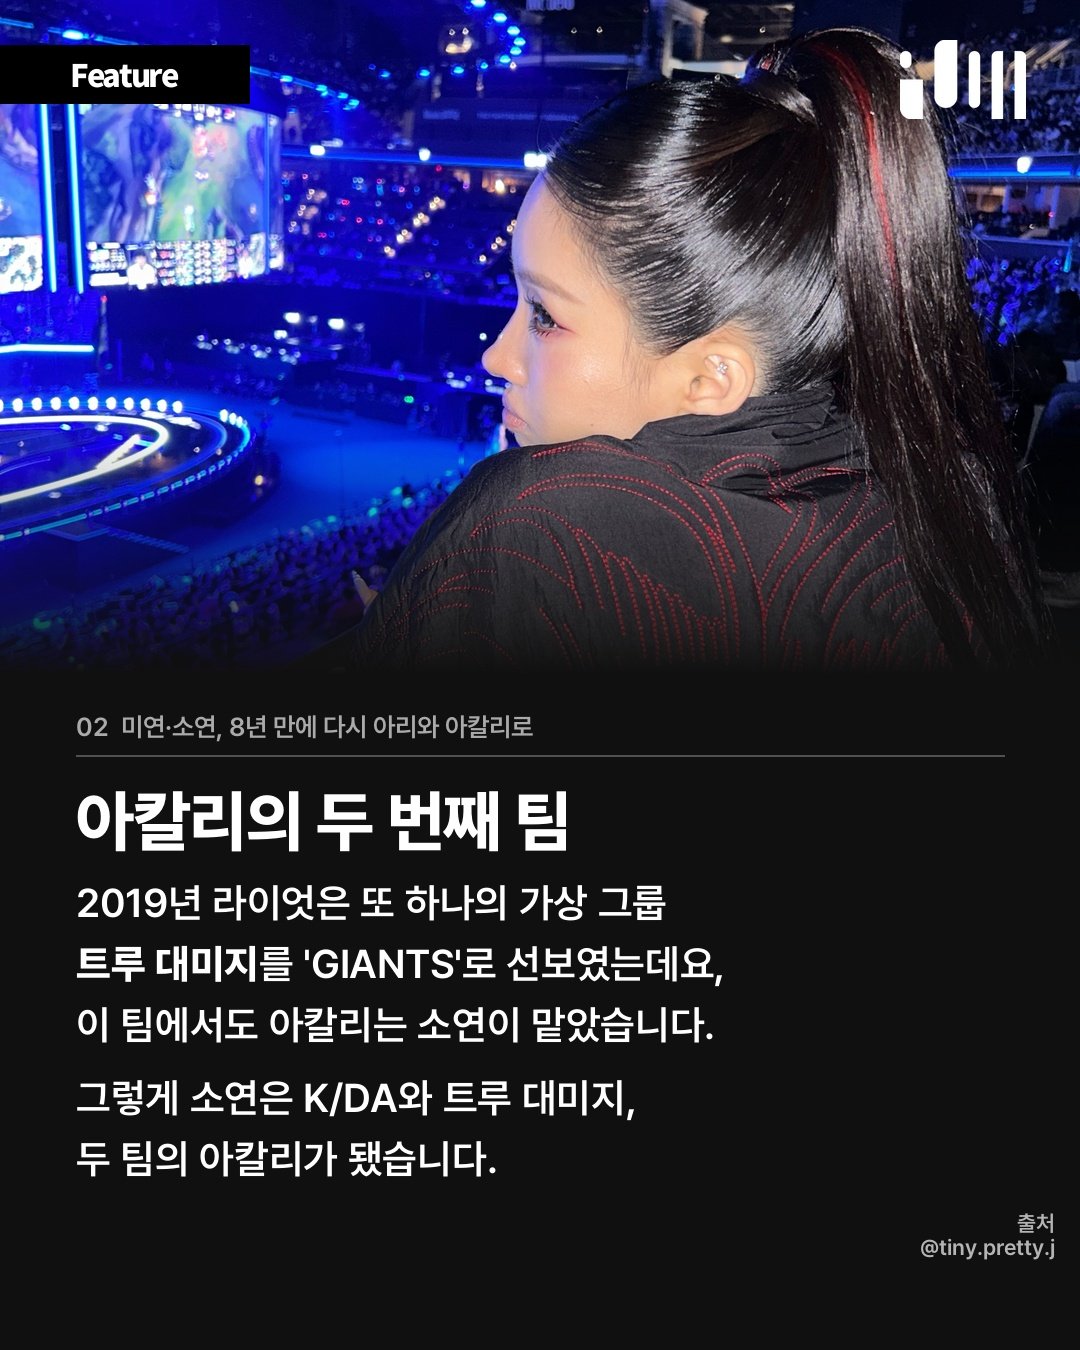 Feature
02 미연·소연, 8년 만에 다시 아리와 아칼리로
아칼리의 두 번째 팀
2019년 라이엇은 또 하나의 가상 그룹
트루 대미지를 'GIANTS'로 선보였는데요,
이 팀에서도 아칼리는 소연이 맡았습니다.
그렇게 소연은 K/DA와 트루 대미지,
두 팀의 아칼리가 됐습니다.
출처
@tiny.pretty.j